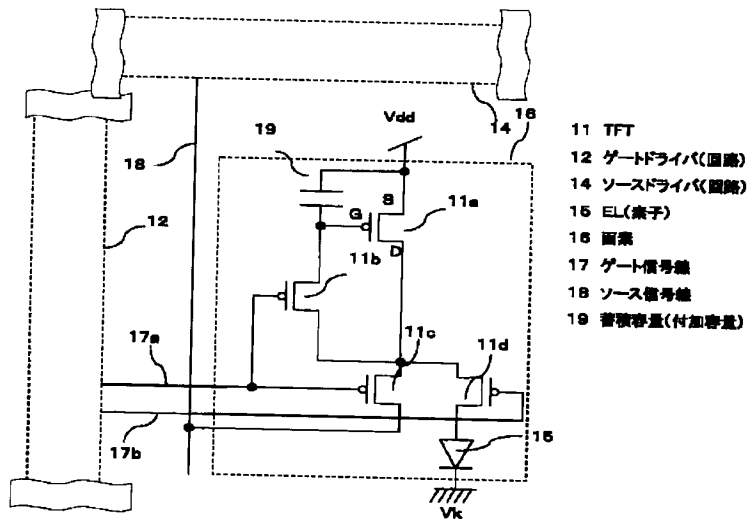 14
16
18
19
Vdd
S
G
11a
D
12
11b
11 TFT
12 ゲートドライバ(回路)
14 ソースドライバ(回路)
15 EL(素子)
16 画素
17 ゲート信号線
18 ソース信号線
19 蓄積容量(付加容量)
17a
11c
11d
17b
15
Vk